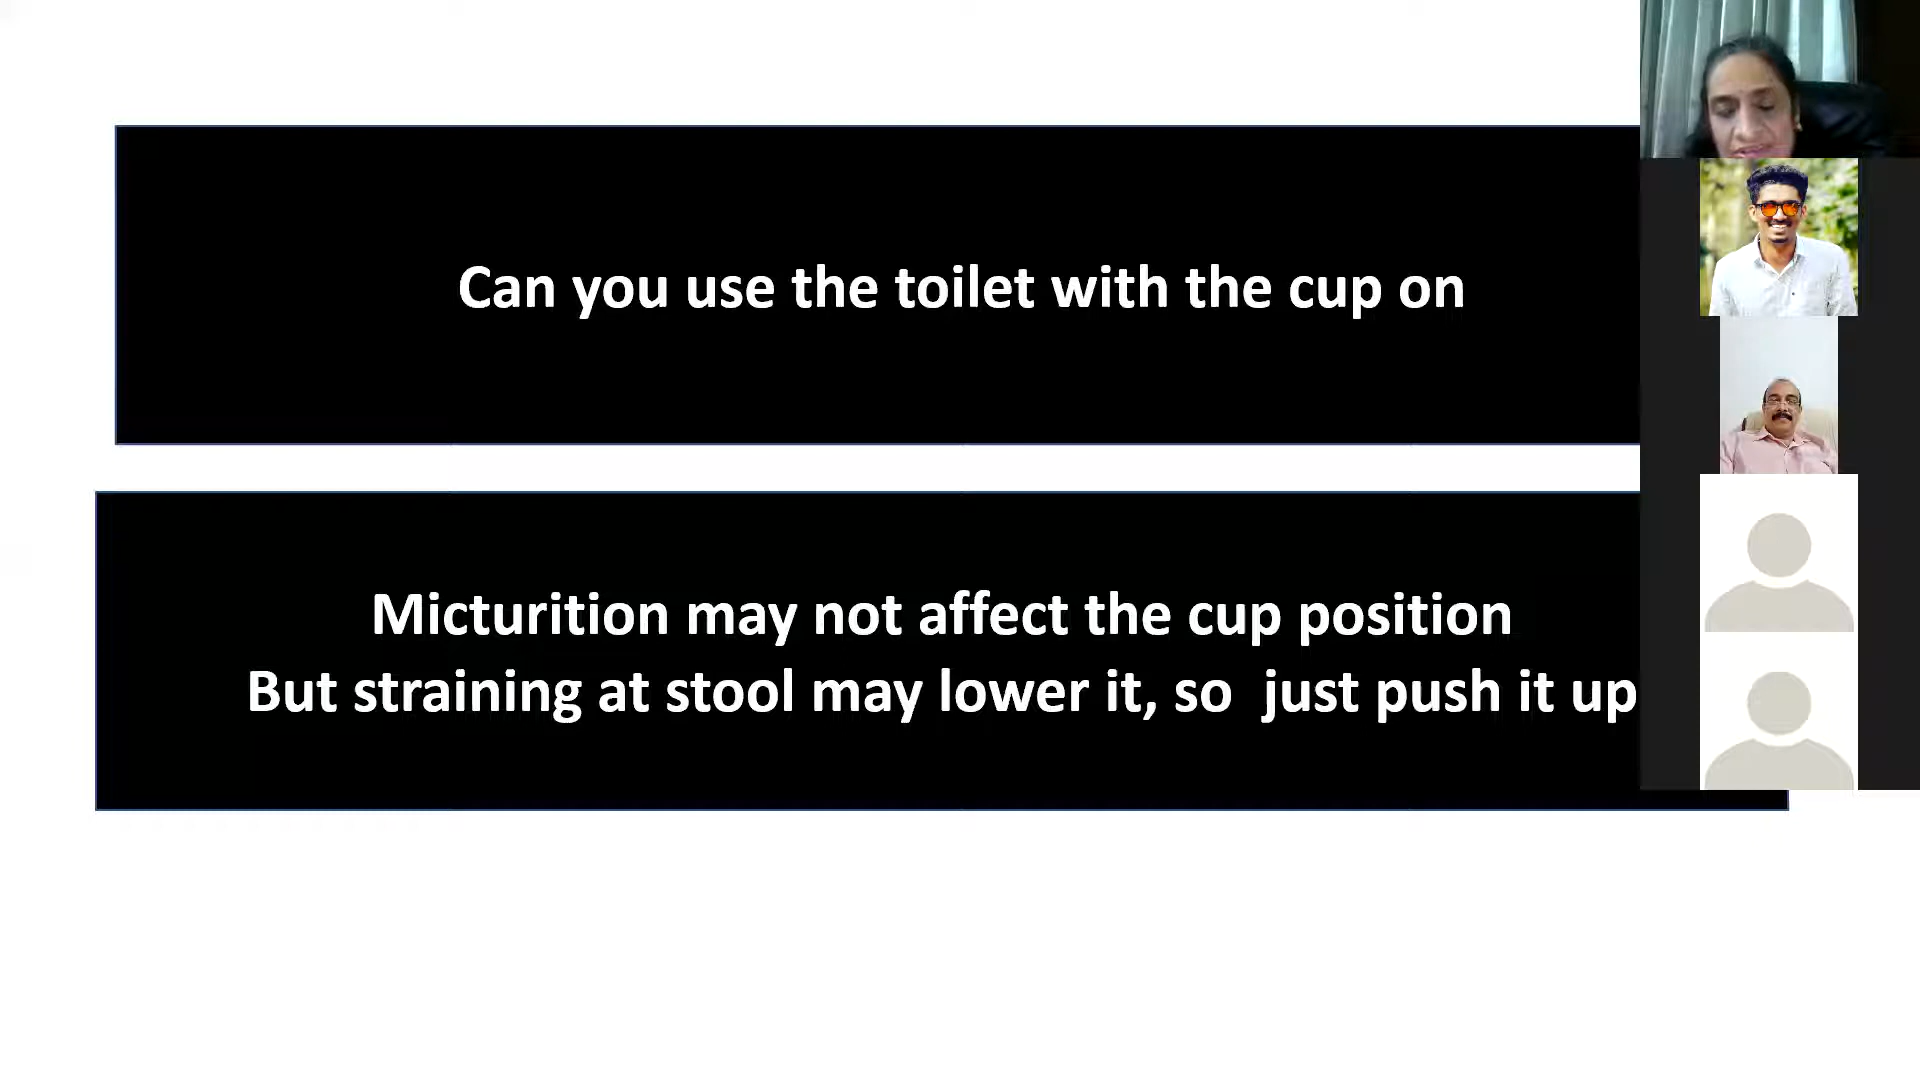 Can you use the toilet with the cup on
Micturition may not affect the cup position
But straining at stool may lower it, so just push it up